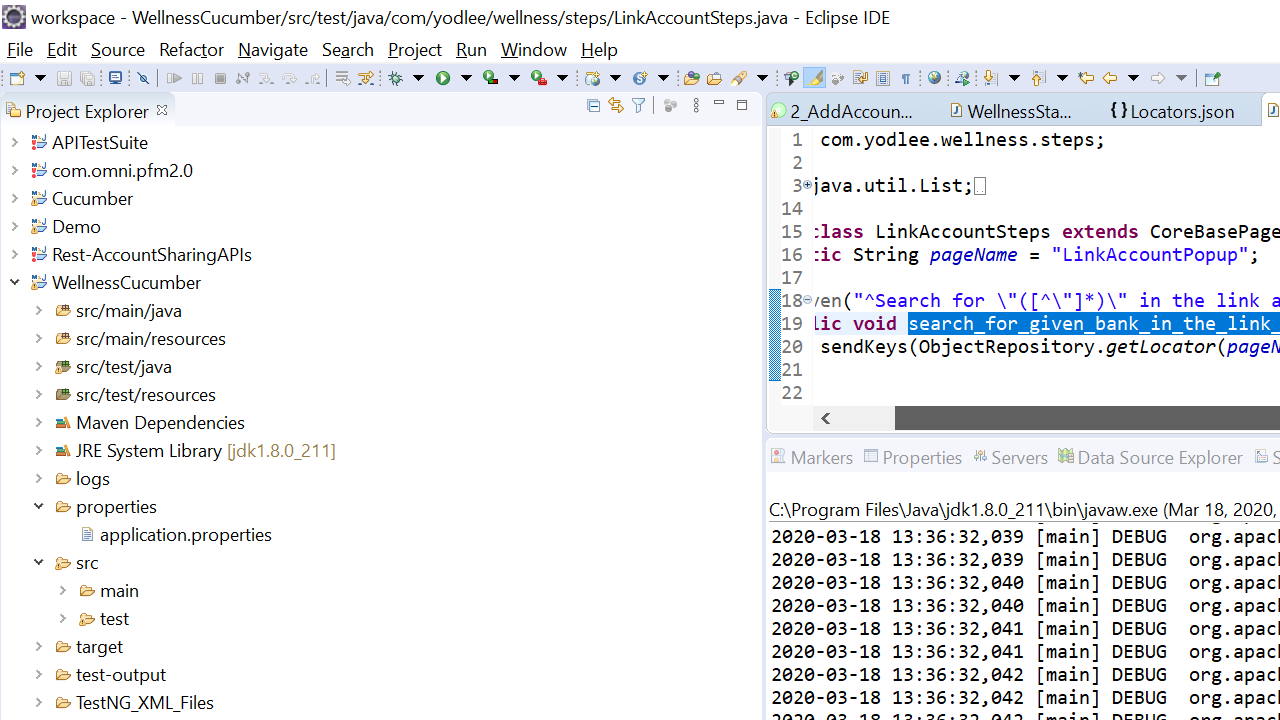 workspace - WellnessCucumber/src/test/java/com/yodlee/wellness/steps/LinkAccountSteps.java - Eclipse IDE
File Edit Source Refactor Navigate Search Project Run Window Help
Project Explorer
APITestSuite
com.omni.pfm2.0
Cucumber
Demo
Rest-AccountSharingAPIs
WellnessCucumber
src/main/java
src/main/resources
src/test/java
src/test/resources
Maven Dependencies
JRE System Library [jdk1.8.0_211]
logs
properties
application.properties
src
main
test
target
test-output
TestNG_XML_Files
2_AddAccoun... WellnessSta... {} Locators.json
1 com.yodlee.wellness.steps;
2
3 java.util.List;
14
15 class LinkAccountSteps extends CoreBasePage
16 tic String pageName = "LinkAccountPopup";
17
18 ven("^Search for \"([^\"]*)\" in the link a
19 lic void search_for_given_bank_in_the_link_
20 sendKeys(ObjectRepository.getLocator(pageN
21
22
Markers Properties Servers Data Source Explorer S
C:\Program Files\Java\jdk1.8.0_211\bin\javaw.exe (Mar 18, 2020,
2020-03-18 13:36:32,039 [main] DEBUG org.apach
2020-03-18 13:36:32,039 [main] DEBUG org.apach
2020-03-18 13:36:32,040 [main] DEBUG org.apach
2020-03-18 13:36:32,040 [main] DEBUG org.apach
2020-03-18 13:36:32,041 [main] DEBUG org.apach
2020-03-18 13:36:32,041 [main] DEBUG org.apach
2020-03-18 13:36:32,042 [main] DEBUG org.apach
2020-03-18 13:36:32,042 [main] DEBUG org.apach